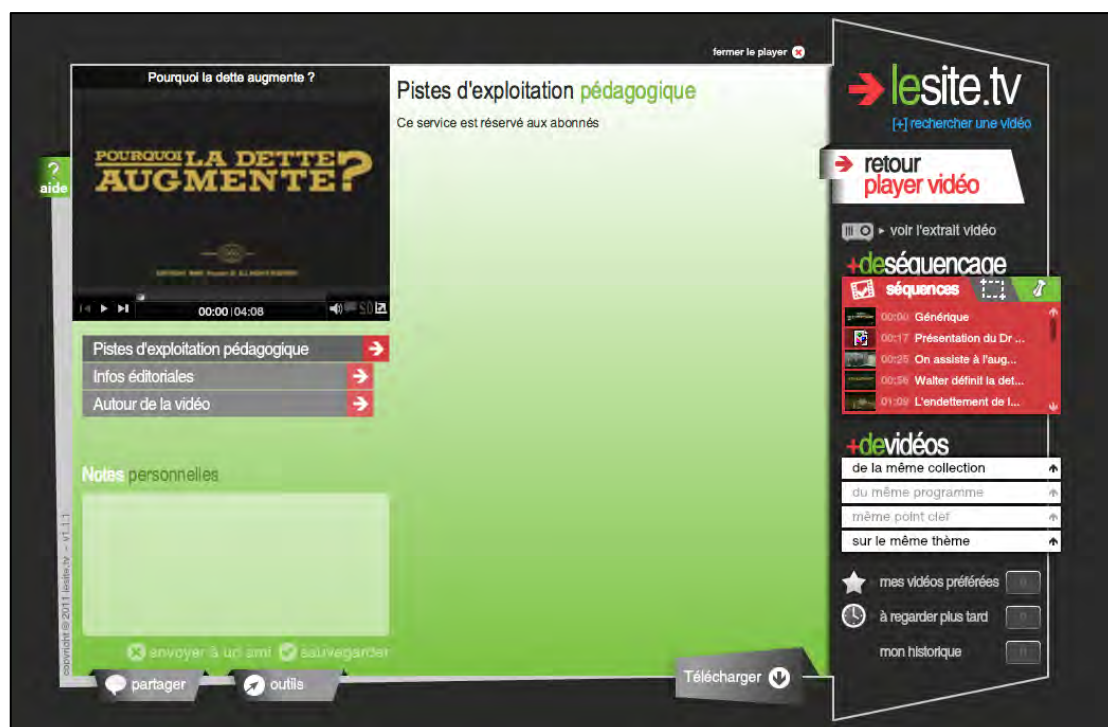 fermer le player
Pourquoi la dette augmente ?
POURQUOI LA DETTE
AUGMENTE?
00:00|04:08
Pistes d'exploitation pédagogique
Ce service est réservé aux abonnés
? aide
Pistes d'exploitation pédagogique
Infos éditoriales
Autour de la vidéo
Notes personnelles
envoyer à un ami sauvegarder
copyright © 2011 lesite.tv – v1.1.1
partager
outils
Télécharger
lesite.tv
[+] rechercher une vidéo
retour
player vidéo
voir l'extrait vidéo
+deséquençage
séquences
00:00 Générique
00:17 Présentation du Dr ...
00:25 On assiste à l'aug...
00:56 Walter définit la det...
01:09 L'endettement de l...
+devidéos
de la même collection
du même programme
même point clef
sur le même thème
mes vidéos préférées 0
à regarder plus tard 0
mon historique 0